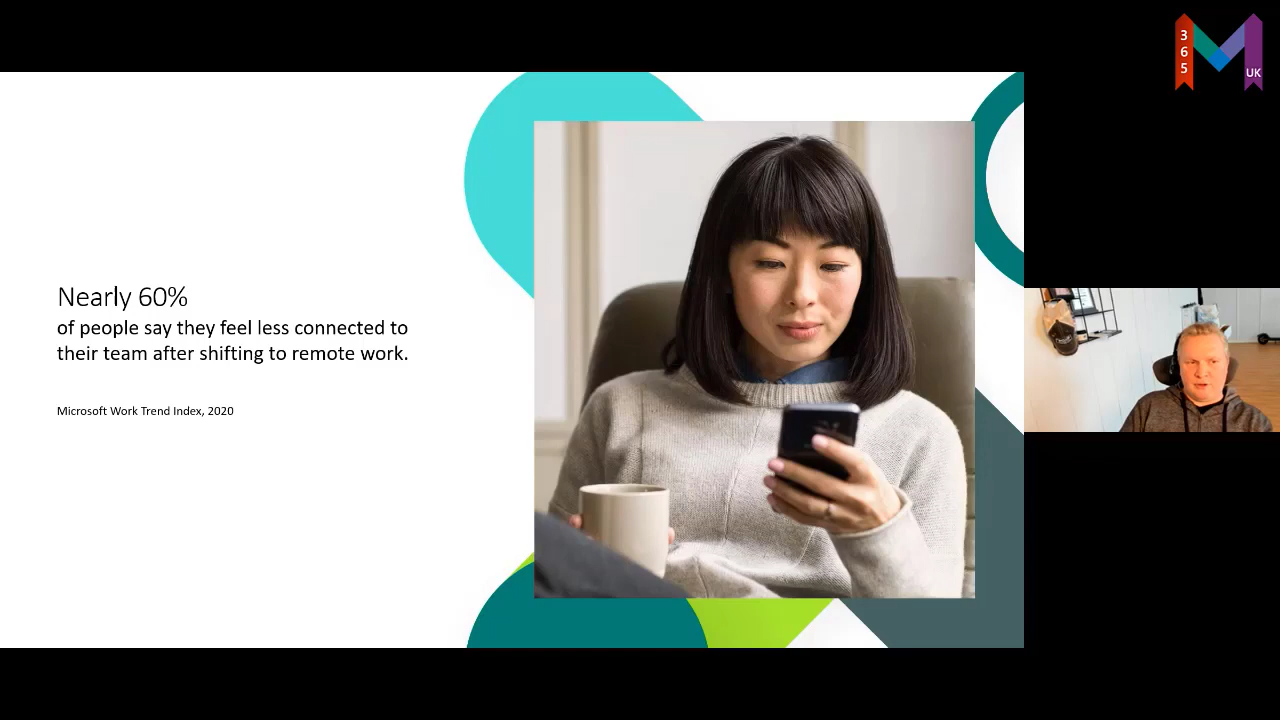 Nearly 60%
of people say they feel less connected to
their team after shifting to remote work.
Microsoft Work Trend Index, 2020
3
6
5
UK